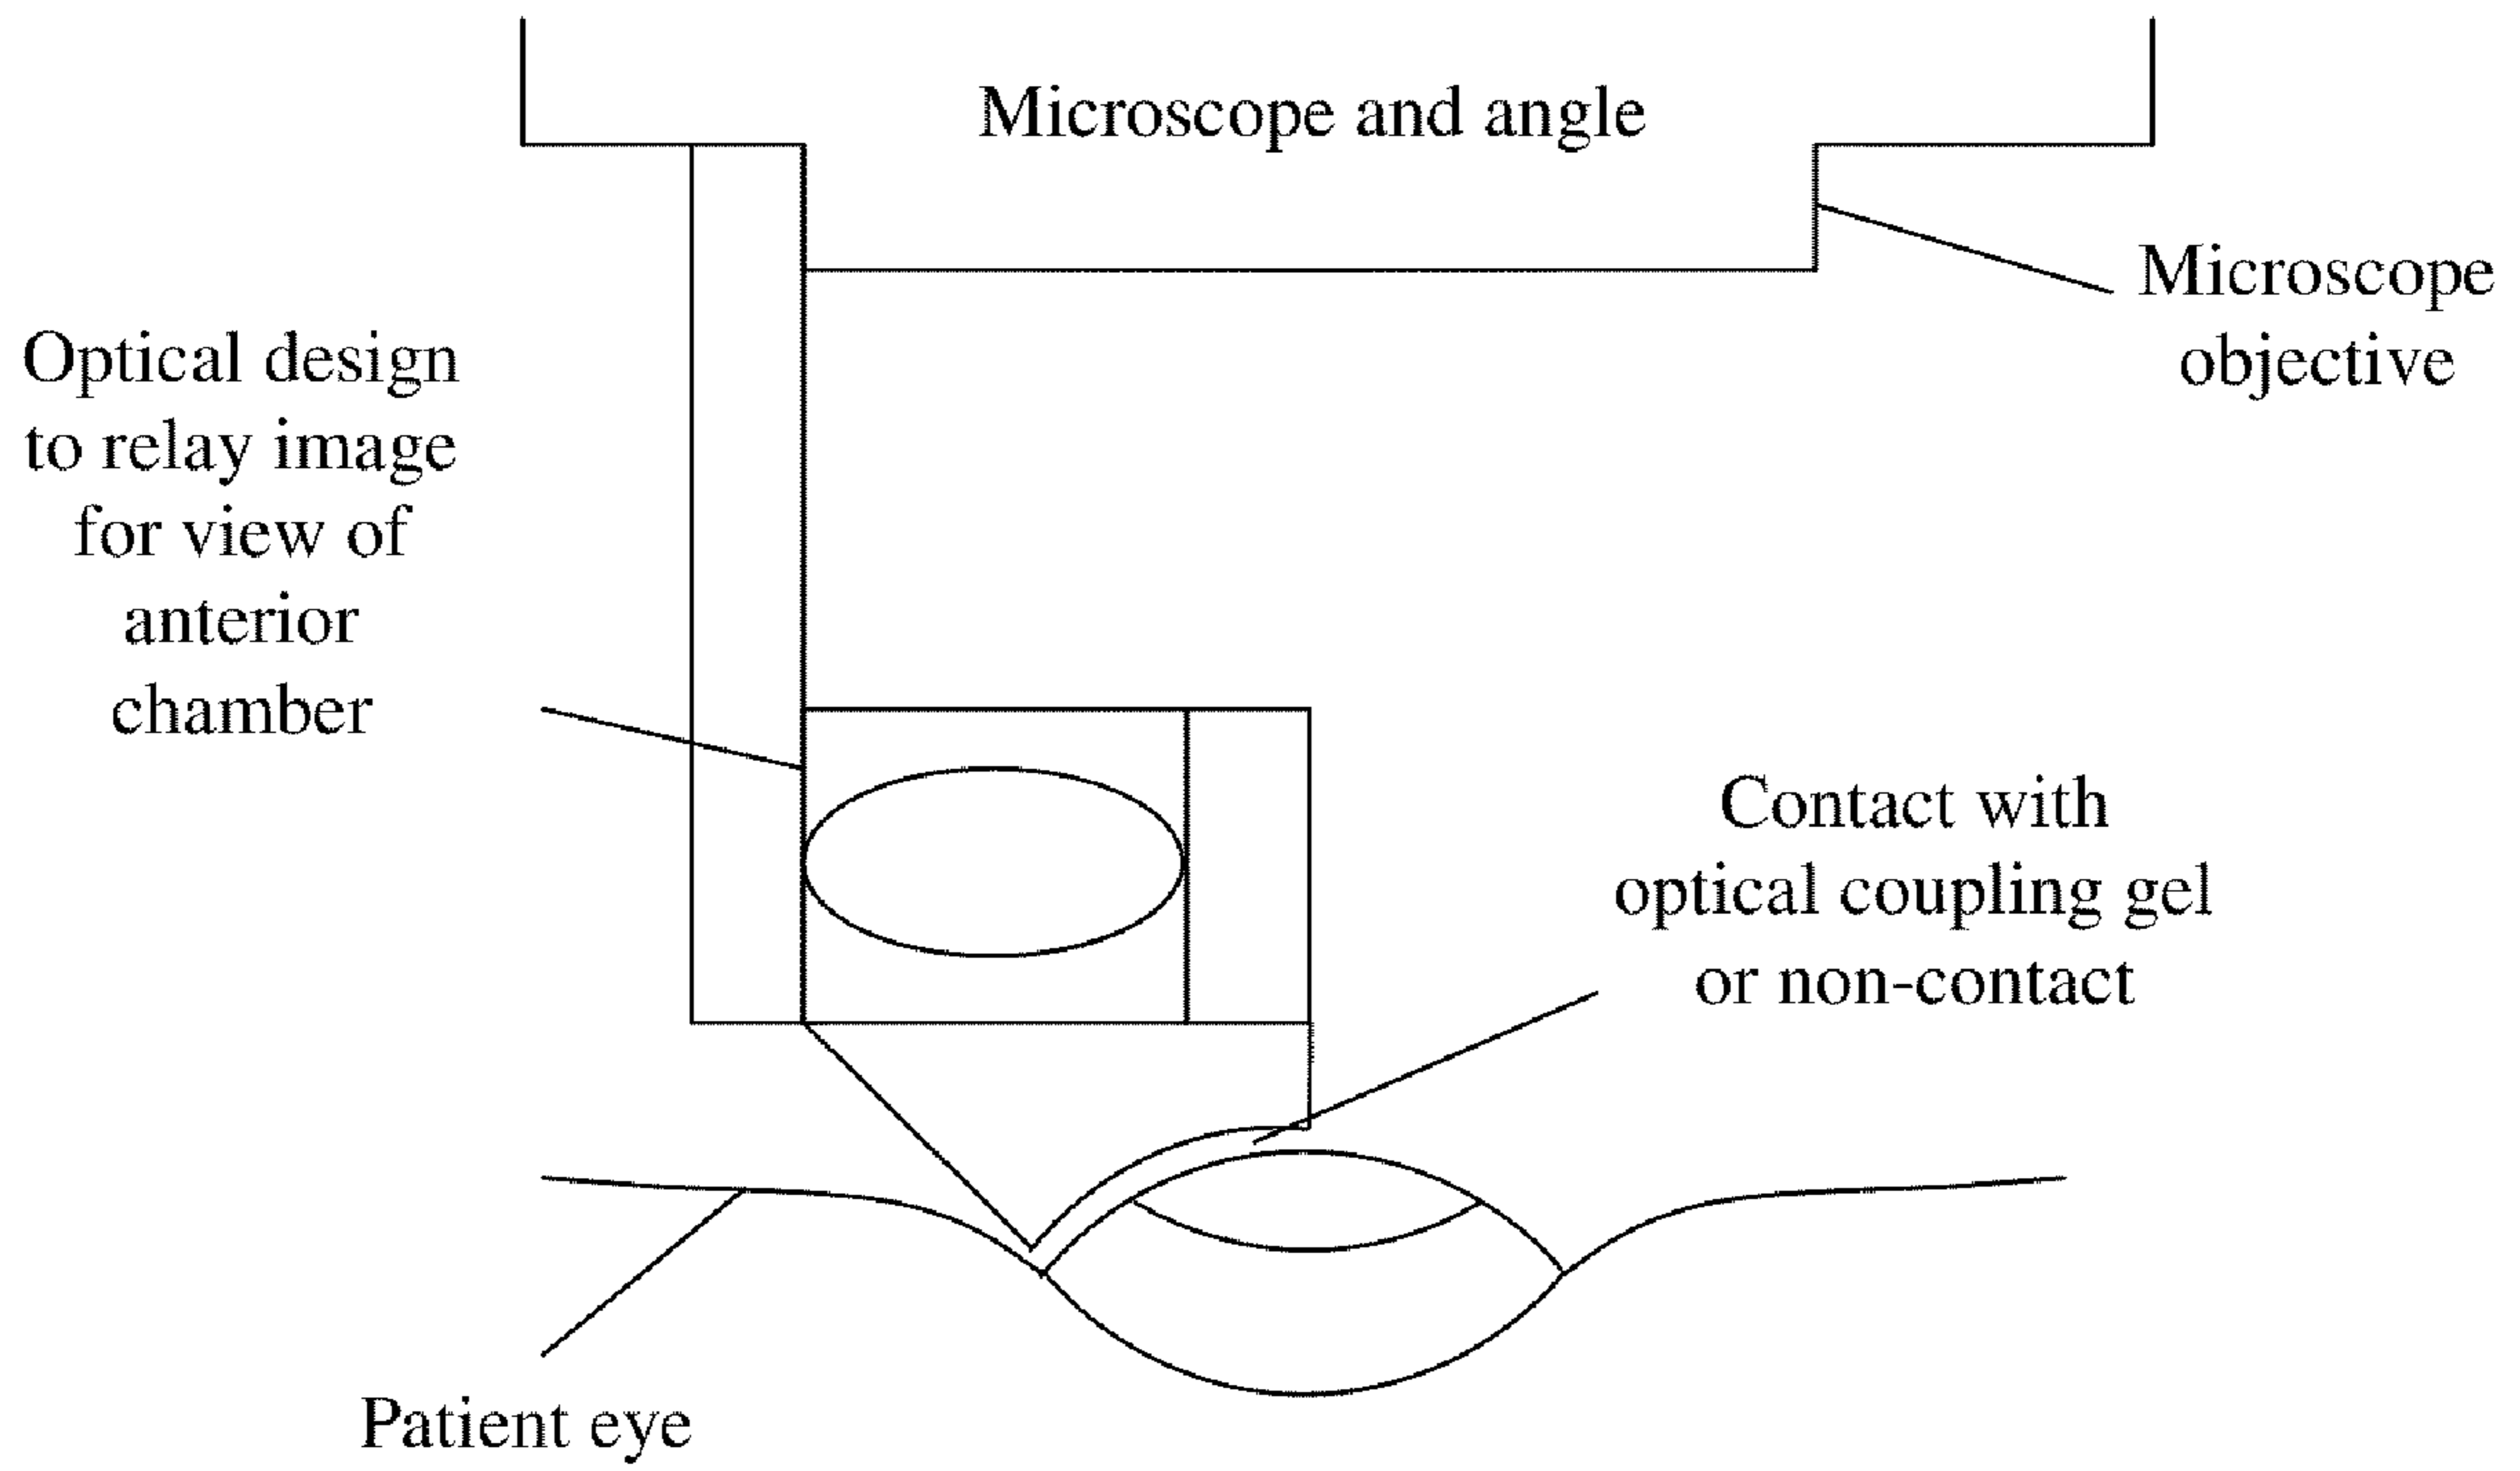 Microscope and angle
Microscope
objective
Optical design
to relay image
for view of
anterior
chamber
Contact with
optical coupling gel
or non-contact
Patient eye